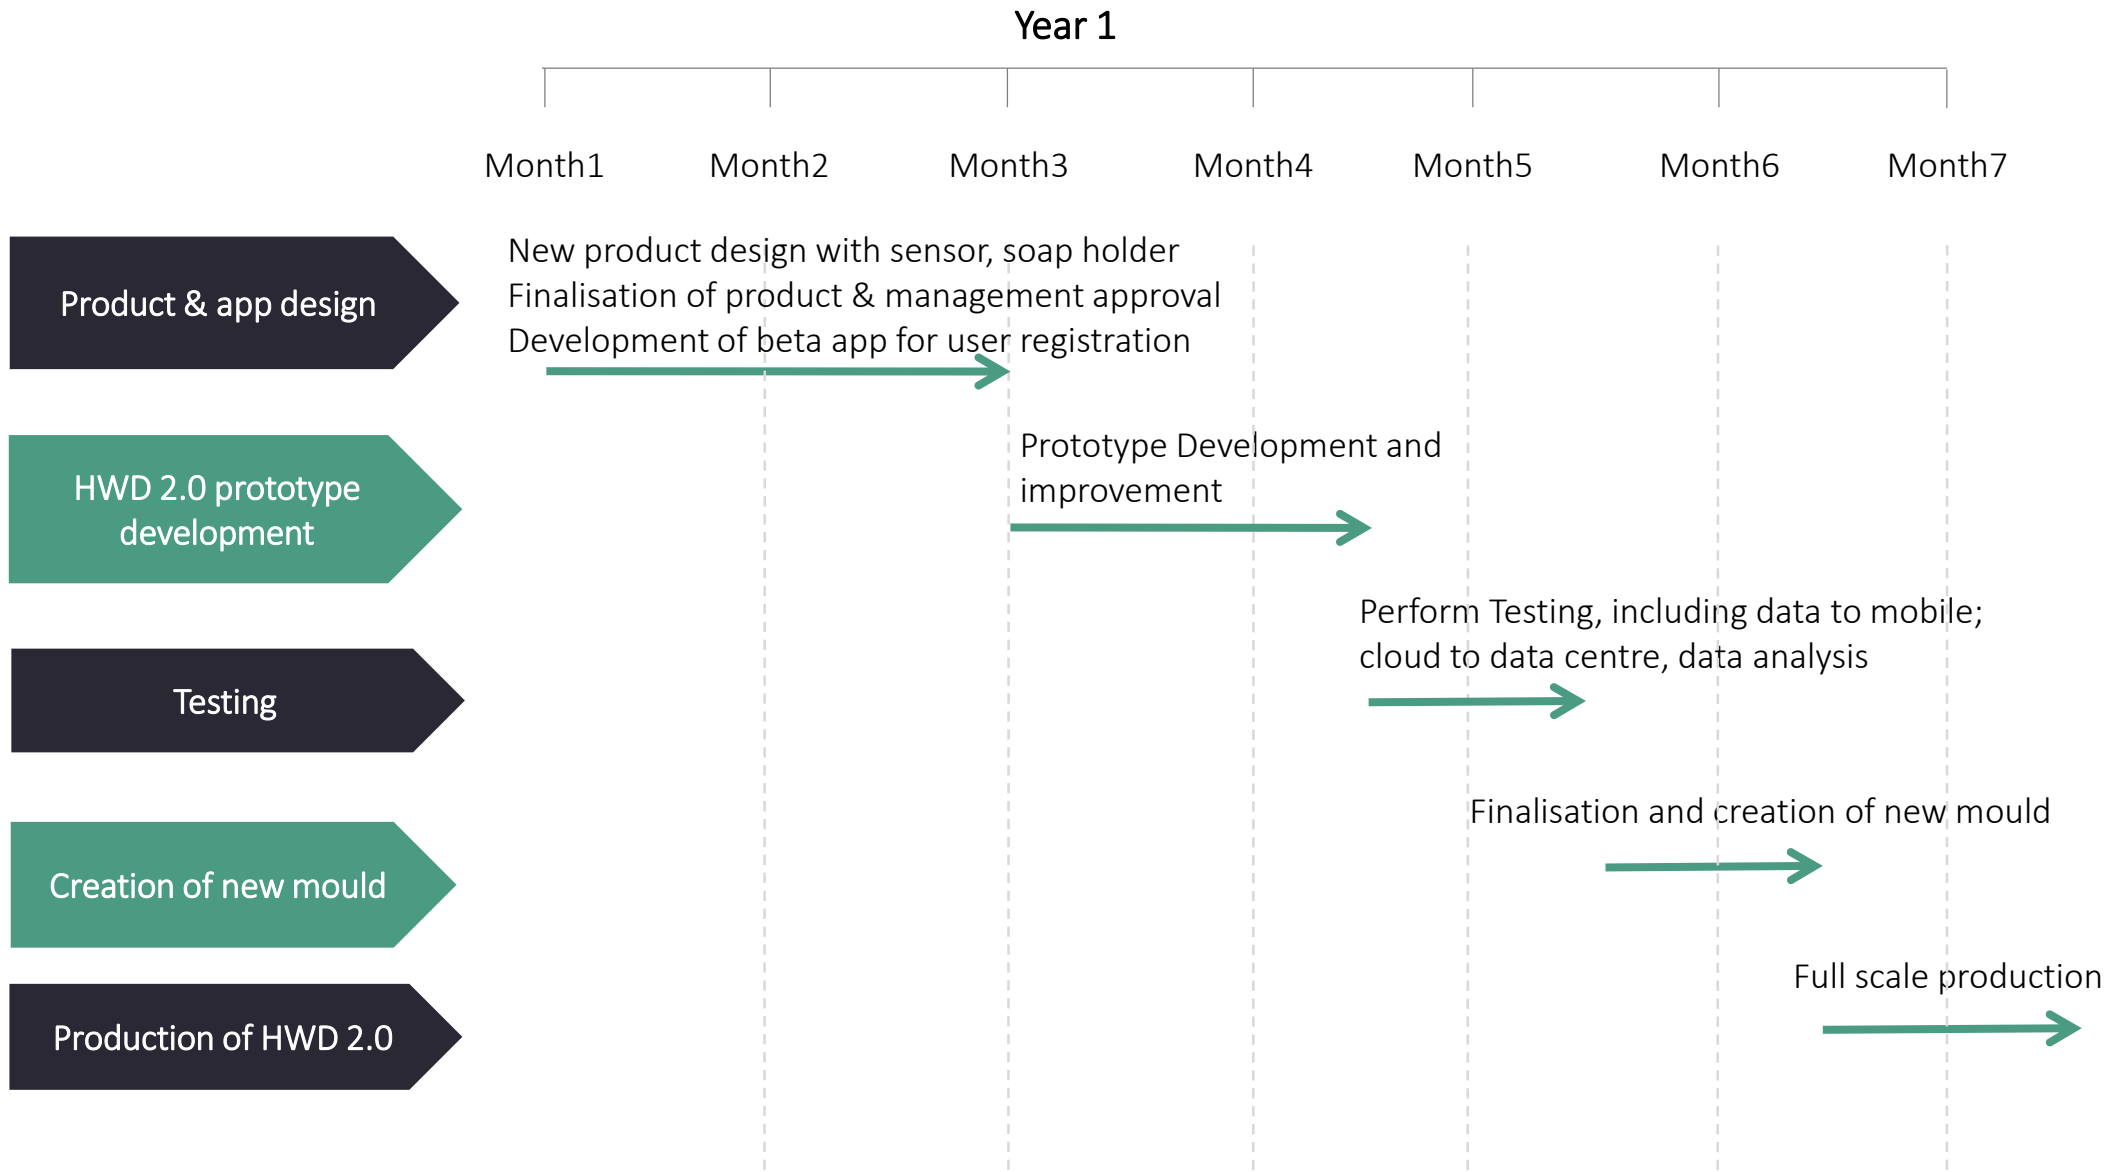 Year 1
Month1 Month2 Month3 Month4 Month5 Month6 Month7
Product & app design
New product design with sensor, soap holder
Finalisation of product & management approval
Development of beta app for user registration
HWD 2.0 prototype
development
Prototype Development and
improvement
Testing
Perform Testing, including data to mobile;
cloud to data centre, data analysis
Creation of new mould
Finalisation and creation of new mould
Production of HWD 2.0
Full scale production